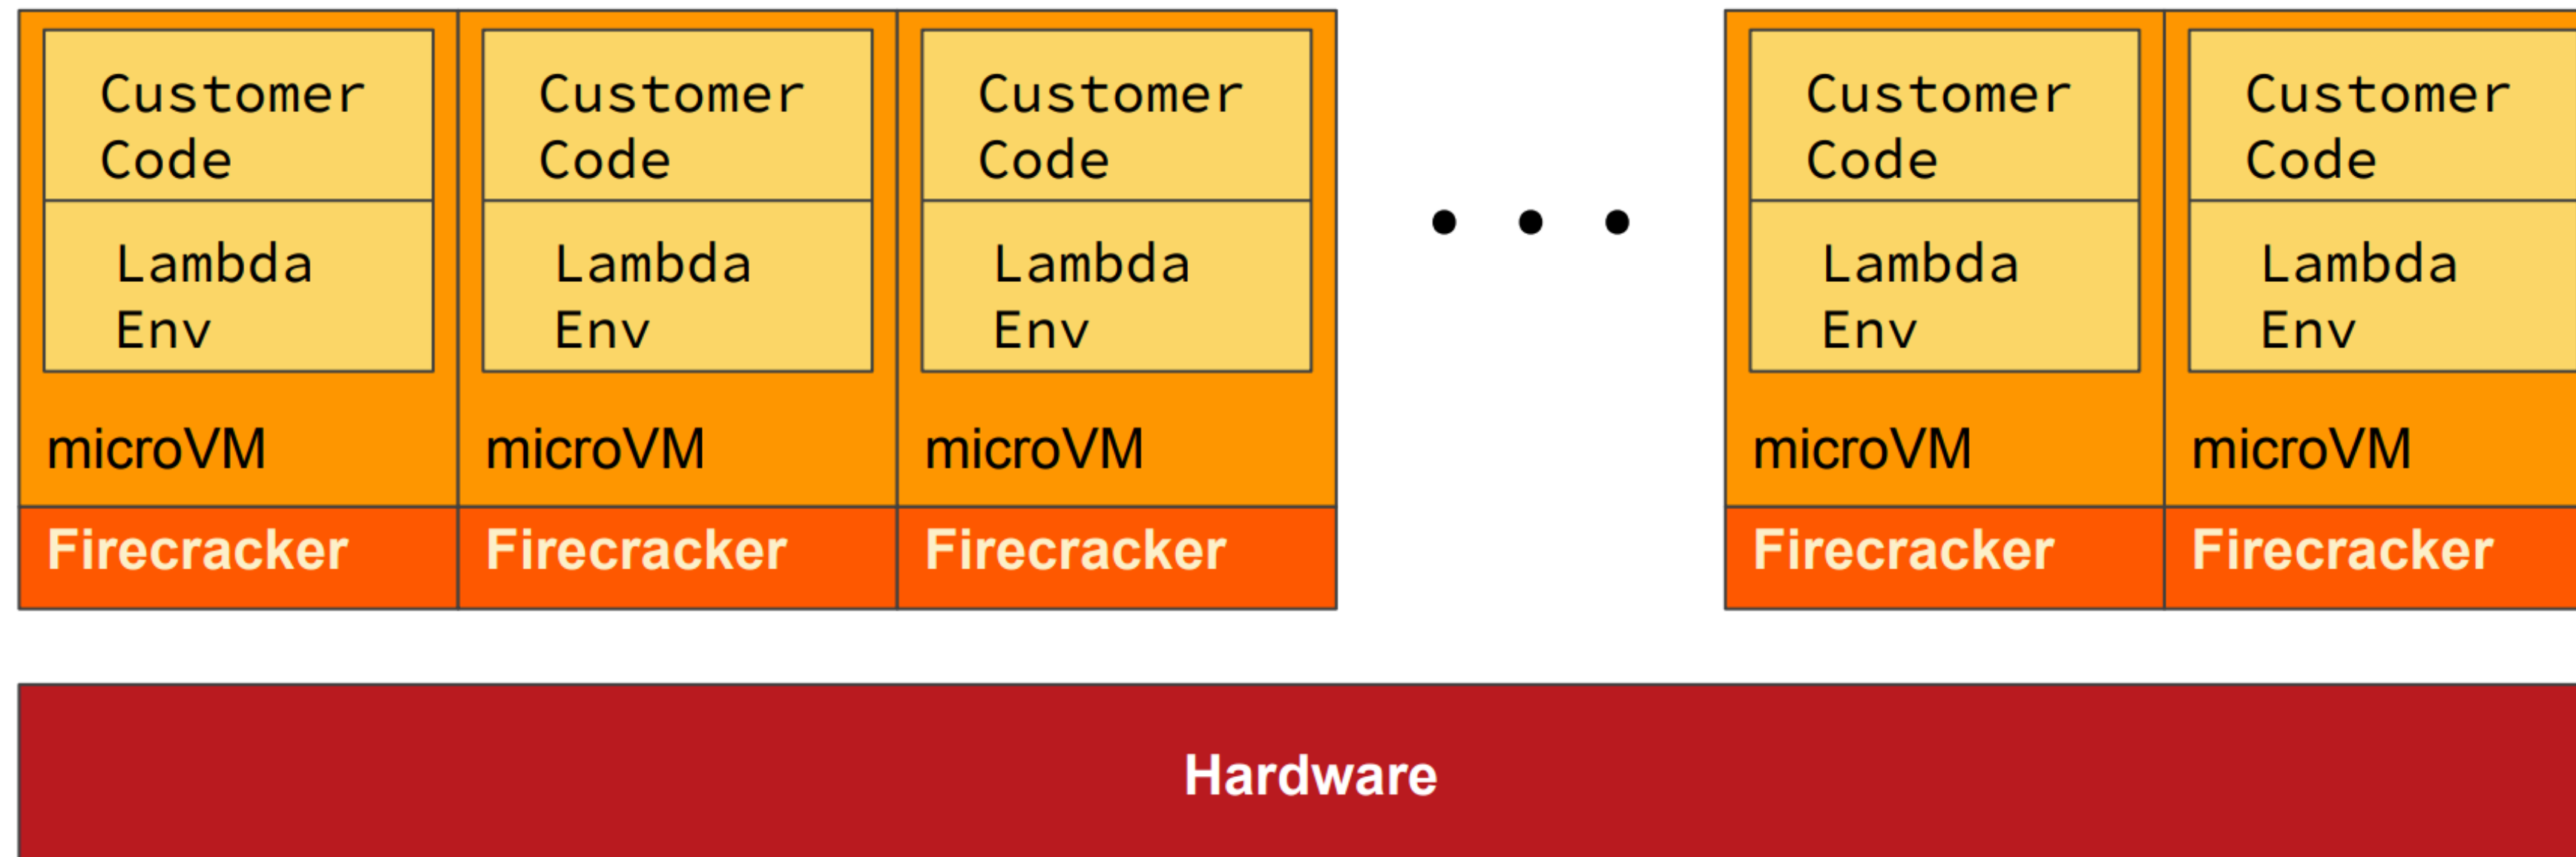 Customer
Code
Lambda
Env
microVM
Firecracker
Customer
Code
Lambda
Env
microVM
Firecracker
Customer
Code
Lambda
Env
microVM
Firecracker
Customer
Code
Lambda
Env
microVM
Firecracker
Customer
Code
Lambda
Env
microVM
Firecracker
Hardware